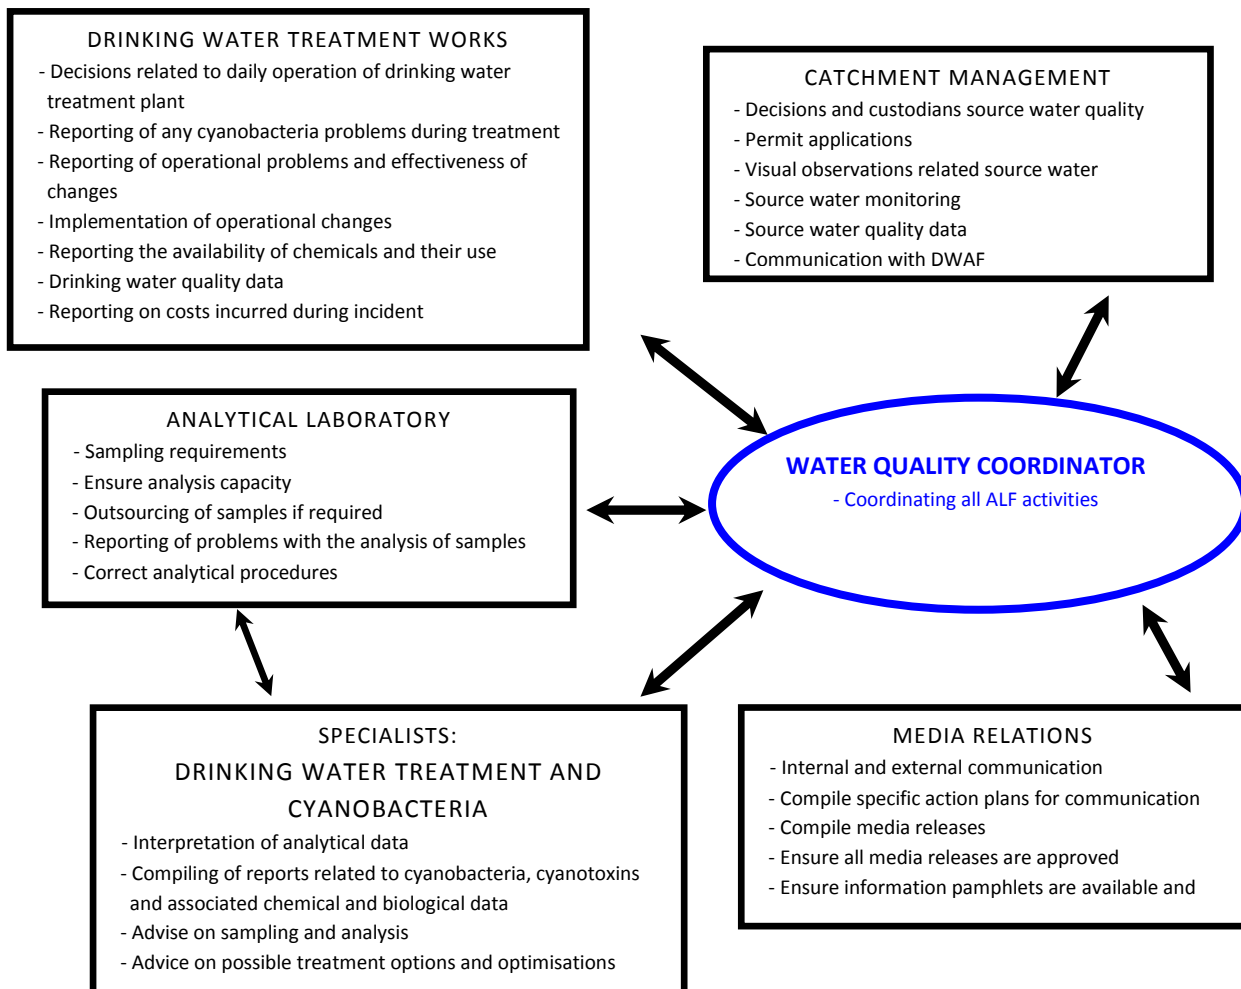 DRINKING WATER TREATMENT WORKS
- Decisions related to daily operation of drinking water
treatment plant
- Reporting of any cyanobacteria problems during treatment
- Reporting of operational problems and effectiveness of
changes
- Implementation of operational changes
- Reporting the availability of chemicals and their use
- Drinking water quality data
- Reporting on costs incurred during incident
CATCHMENT MANAGEMENT
- Decisions and custodians source water quality
- Permit applications
- Visual observations related source water
- Source water monitoring
- Source water quality data
- Communication with DWAF
ANALYTICAL LABORATORY
- Sampling requirements
- Ensure analysis capacity
- Outsourcing of samples if required
- Reporting of problems with the analysis of samples
- Correct analytical procedures
WATER QUALITY COORDINATOR
- Coordinating all ALF activities
SPECIALISTS:
DRINKING WATER TREATMENT AND
CYANOBACTERIA
- Interpretation of analytical data
- Compiling of reports related to cyanobacteria, cyanotoxins
and associated chemical and biological data
- Advise on sampling and analysis
- Advice on possible treatment options and optimisations
MEDIA RELATIONS
- Internal and external communication
- Compile specific action plans for communication
- Compile media releases
- Ensure all media releases are approved
- Ensure information pamphlets are available and